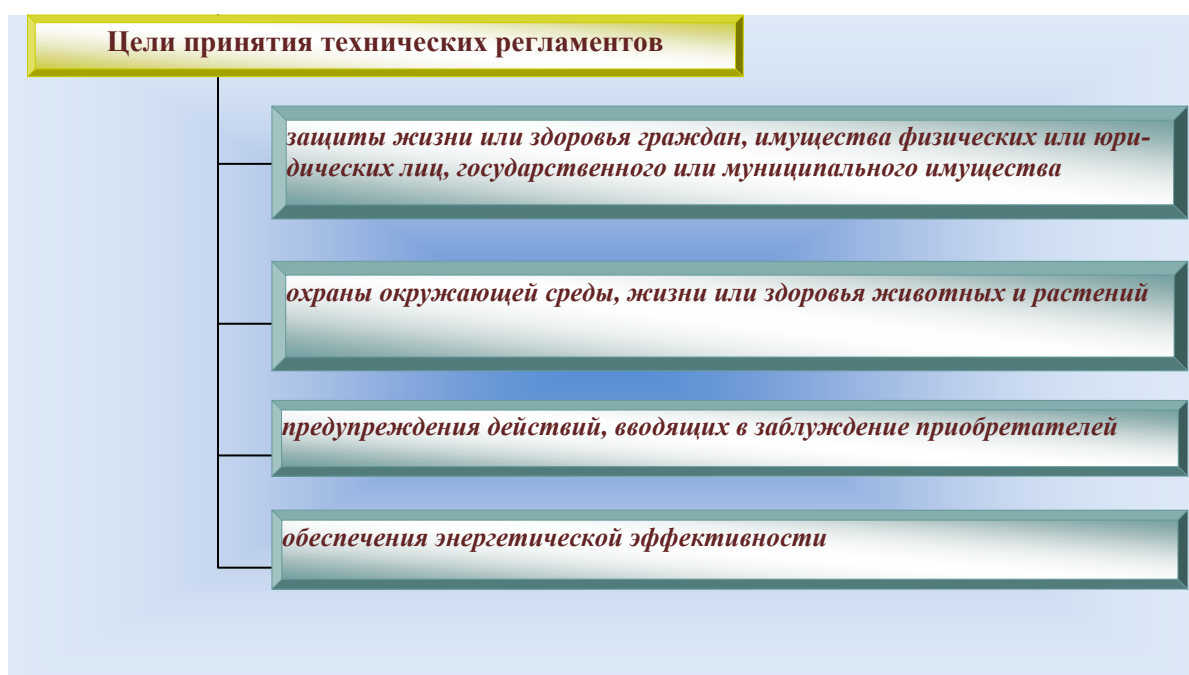 Цели принятия технических регламентов
защиты жизни или здоровья граждан, имущества физических или юри-
дических лиц, государственного или муниципального имущества
охраны окружающей среды, жизни или здоровья животных и растений
предупреждения действий, вводящих в заблуждение приобретателей
обеспечения энергетической эффективности